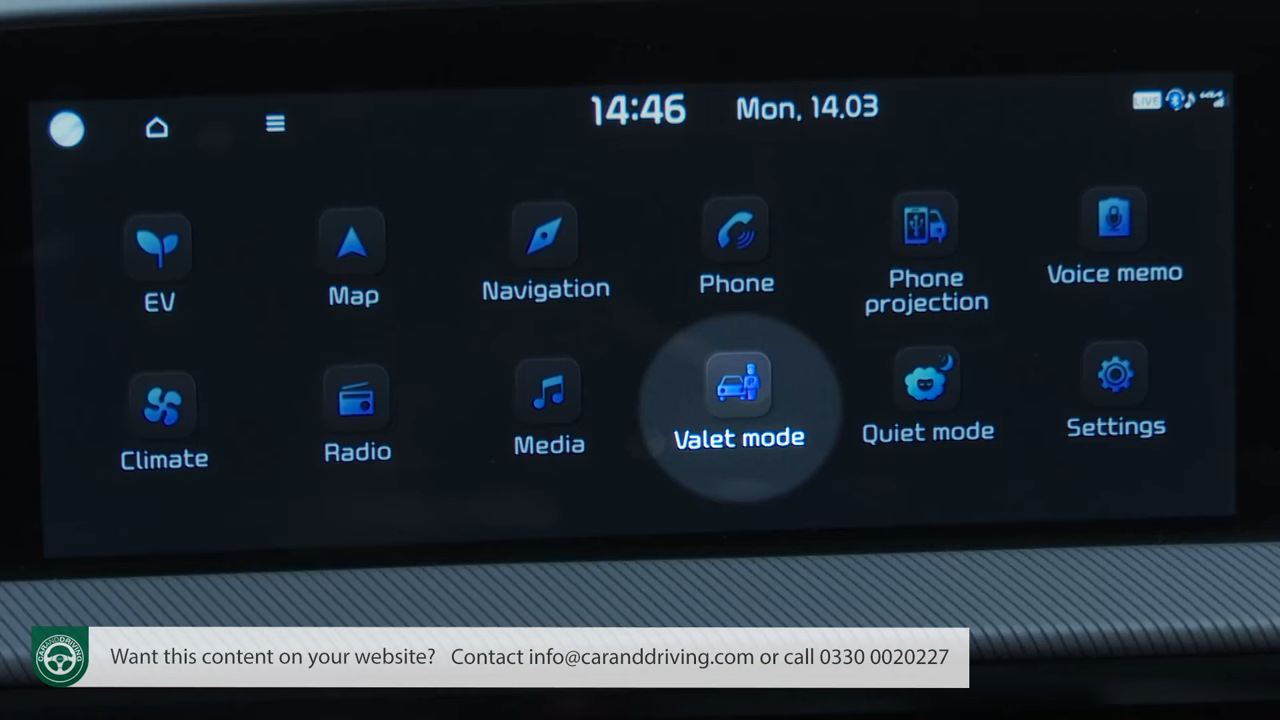 14:46 Mon, 14.03
LIVE
EV
Map
Navigation
Phone
Phone
projection
Voice memo
Climate
Radio
Media
Valet mode
Quiet mode
Settings
CARANDDRIVING
Want this content on your website? Contact info@caranddriving.com or call 0330 0020227